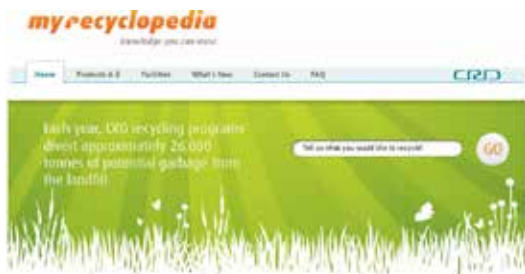 myrecyclopedia
knowledge you can reuse
Home Products A-Z Facilities What's New Contact Us FAQ CRD
Each year, CRD recycling programs
divert approximately 26,000
tonnes of potential garbage from
the landfill.
Tell us what you would like to recycle! GO